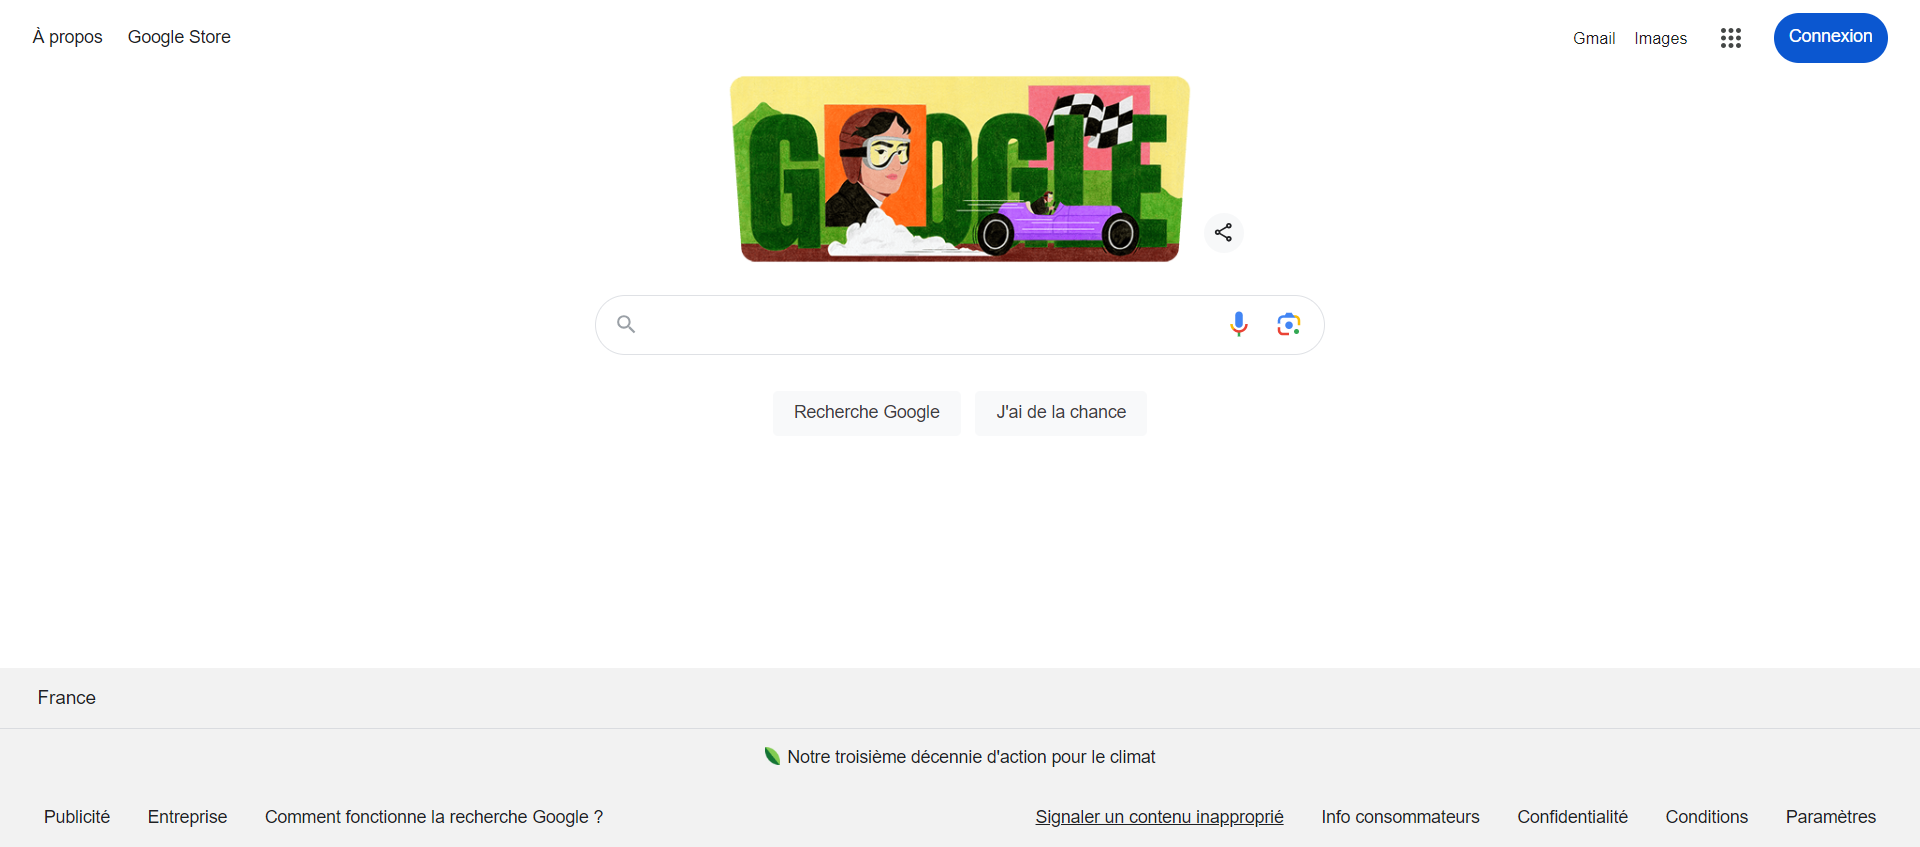 À propos Google Store Gmail Images Connexion
GOOGLE
Recherche Google J'ai de la chance
France
Notre troisième décennie d'action pour le climat
Publicité Entreprise Comment fonctionne la recherche Google ? Signaler un contenu inapproprié Info consommateurs Confidentialité Conditions Paramètres